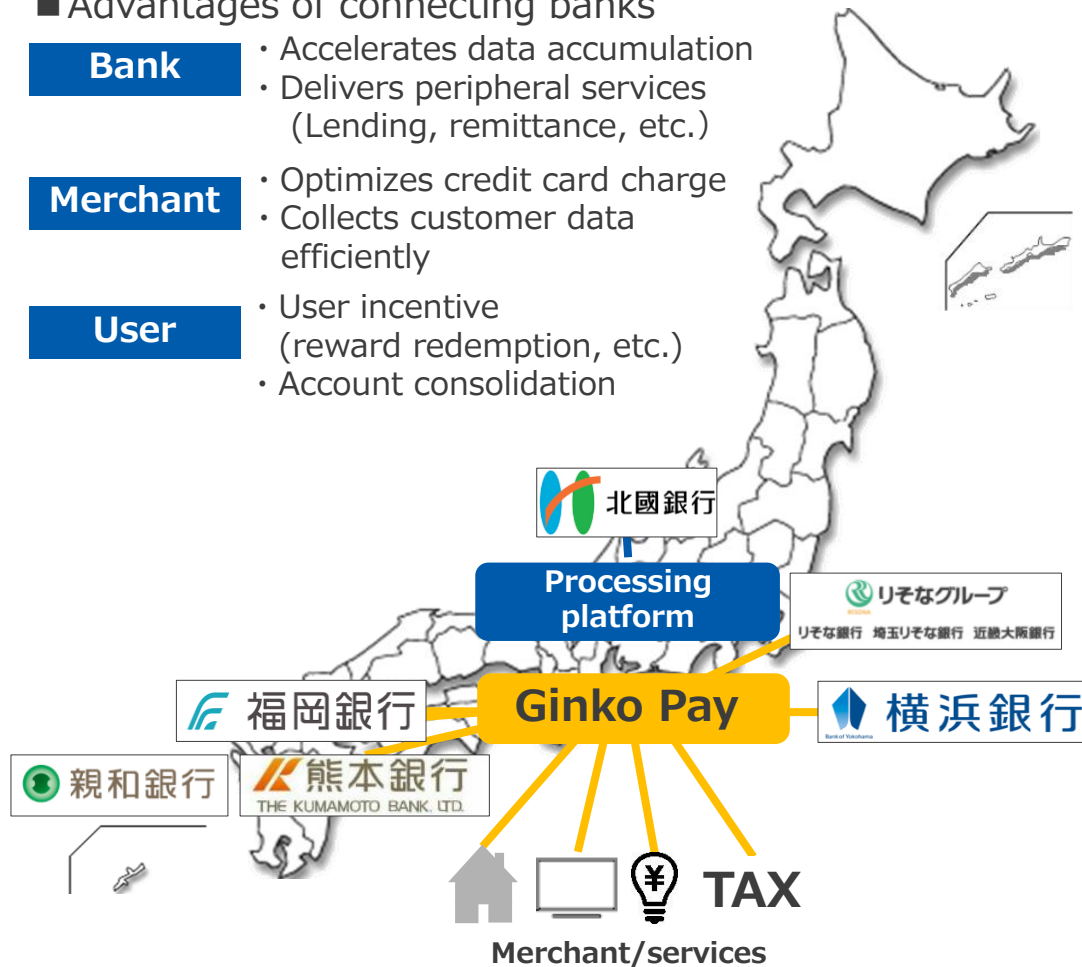 ■Advantages of connecting banks
Bank
・Accelerates data accumulation
・Delivers peripheral services
(Lending, remittance, etc.）
Merchant
・Optimizes credit card charge
・Collects customer data
efficiently
User
・User incentive
(reward redemption, etc.)
・Account consolidation
北國銀行
Processing
platform
りそなグループ
RESONA
りそな銀行 埼玉りそな銀行 近畿大阪銀行
福岡銀行
Ginko Pay
横浜銀行
Bank of Yokohama
親和銀行
熊本銀行
THE KUMAMOTO BANK, LTD.
¥
TAX
Merchant/services